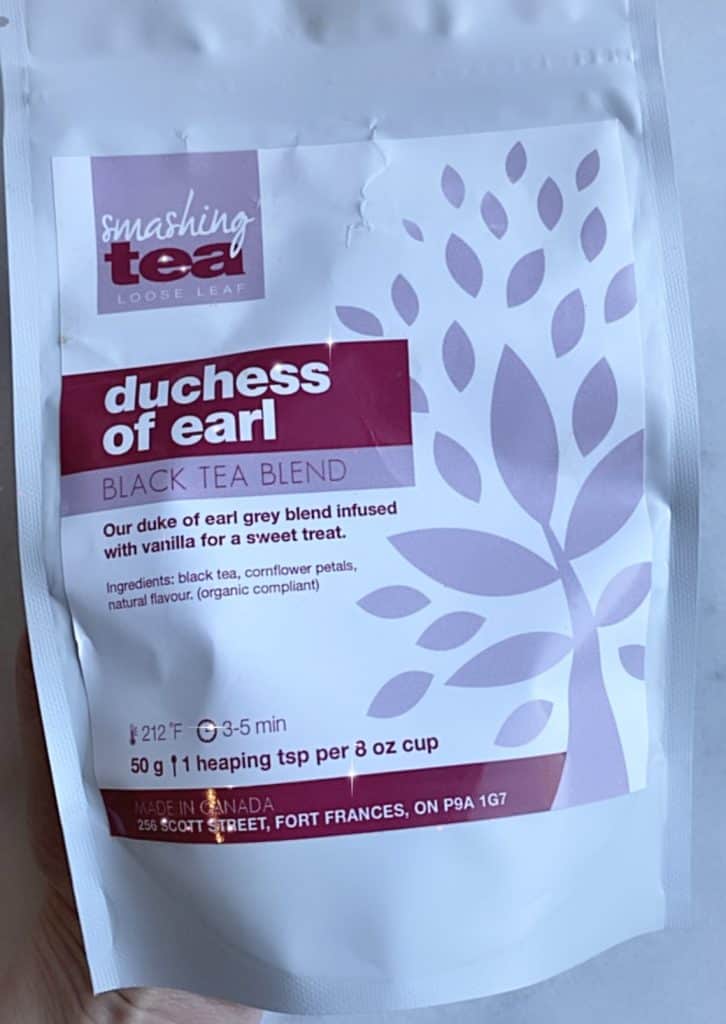 smashing
tea
LOOSE LEAF
duchess
of earl
BLACK TEA BLEND
Our duke of earl grey blend infused
with vanilla for a sweet treat.
Ingredients: black tea, cornflower petals,
natural flavour. (organic compliant)
212 °F 3-5 min
50 g 1 heaping tsp per 8 oz cup
MADE IN CANADA
256 SCOTT STREET, FORT FRANCES, ON P9A 1G7